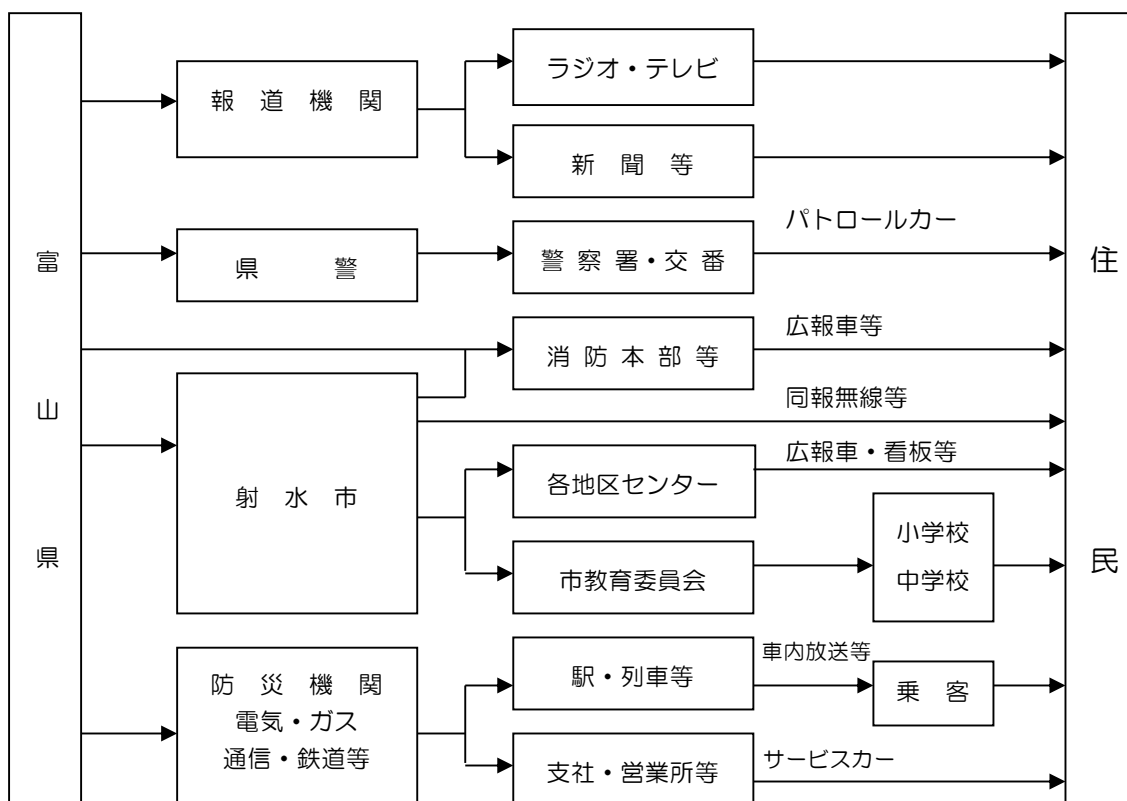 富山県
報道機関
ラジオ・テレビ
新聞等
県警
警察署・交番
パトロールカー
消防本部等
広報車等
射水市
同報無線等
各地区センター
広報車・看板等
市教育委員会
小学校
中学校
防災機関
電気・ガス
通信・鉄道等
駅・列車等
車内放送等
乗客
支社・営業所等
サービスカー
住民